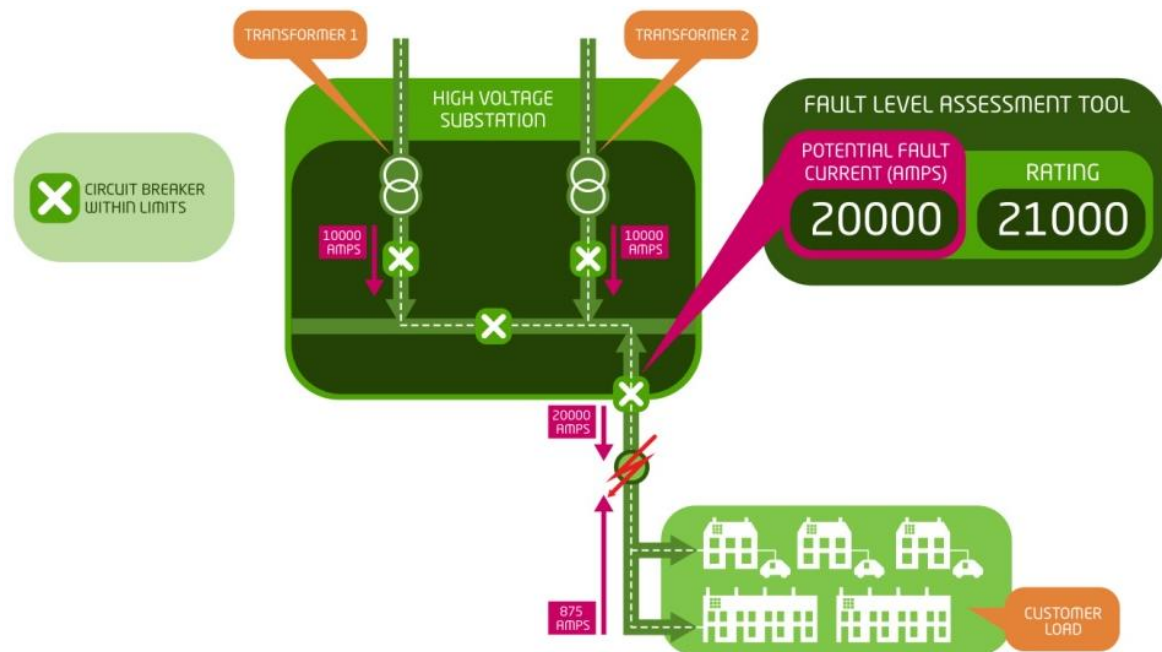 TRANSFORMER 1
TRANSFORMER 2
HIGH VOLTAGE
SUBSTATION
FAULT LEVEL ASSESSMENT TOOL
POTENTIAL FAULT
CURRENT (AMPS)
20000
RATING
21000
CIRCUIT BREAKER
WITHIN LIMITS
10000
AMPS
10000
AMPS
20000
AMPS
875
AMPS
CUSTOMER
LOAD